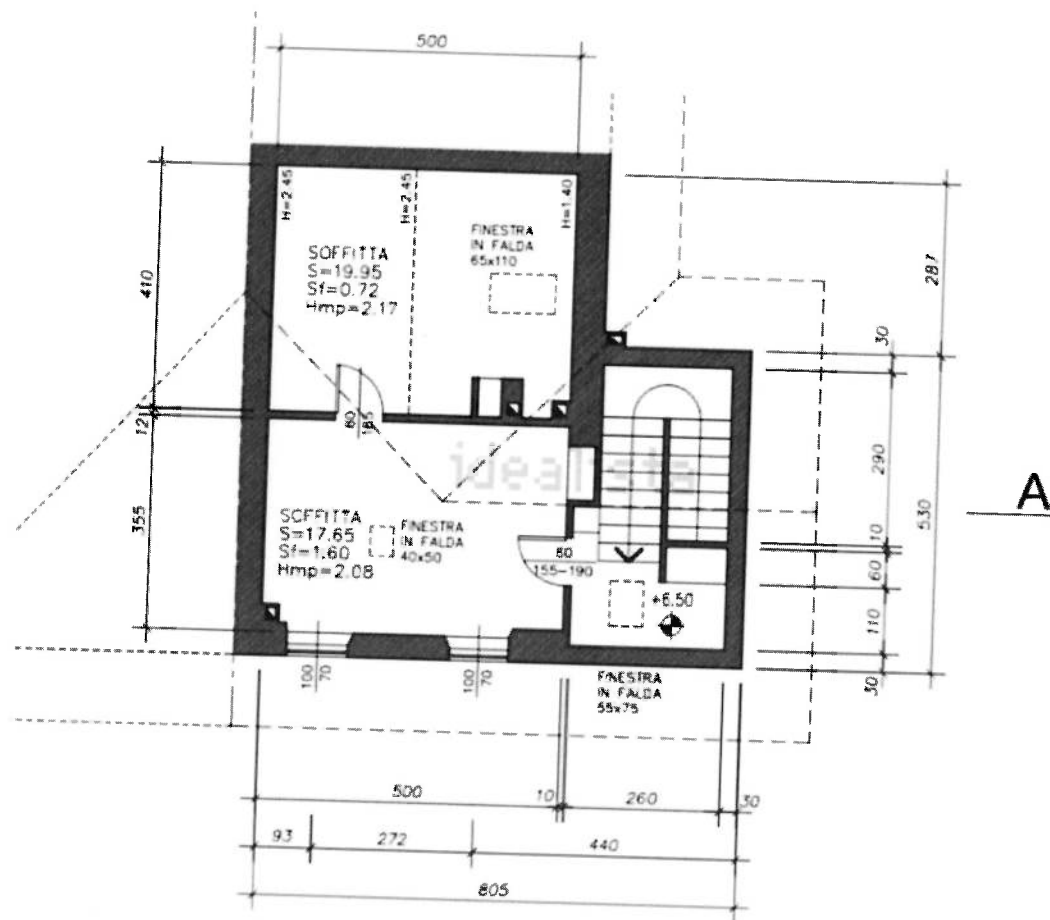 500
H=2.45
H=2.45
H=1.40
FINESTRA
IN FALDA
65x110
SOFFITTA
S=19.95
Sf=0.72
Hmp=2.17
410
287
30
80
165
12
idealista
290
530
A
355
SOFFITTA
S=17.65
Sf=1.60
Hmp=2.08
FINESTRA
IN FALDA
40x50
80
155-190
10
60
+6.50
110
30
100
70
100
70
FINESTRA
IN FALDA
55x75
500
10
260
30
93
272
440
805